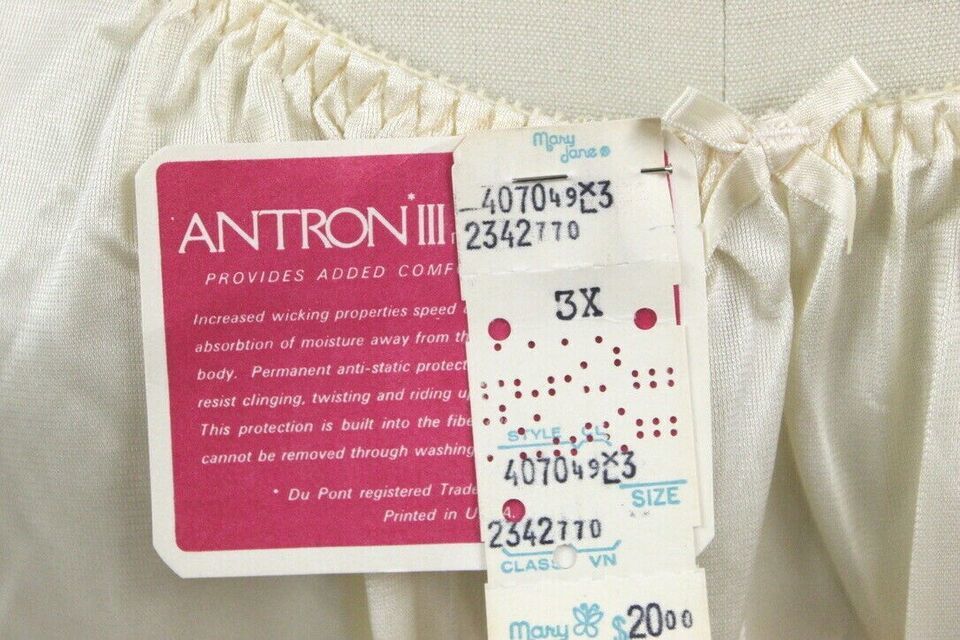 ANTRON* III
PROVIDES ADDED COMF
Increased wicking properties speed
absorbtion of moisture away from th
body. Permanent anti-static protect
resist clinging, twisting and riding u
This protection is built into the fibe
cannot be removed through washing
* Du Pont registered Trade
Printed in U. A.
Mary
Jane®
407049 3
2342770
3X
STYLE CL
407049 3
SIZE
2342770
CLASS VN
Mary $20.00